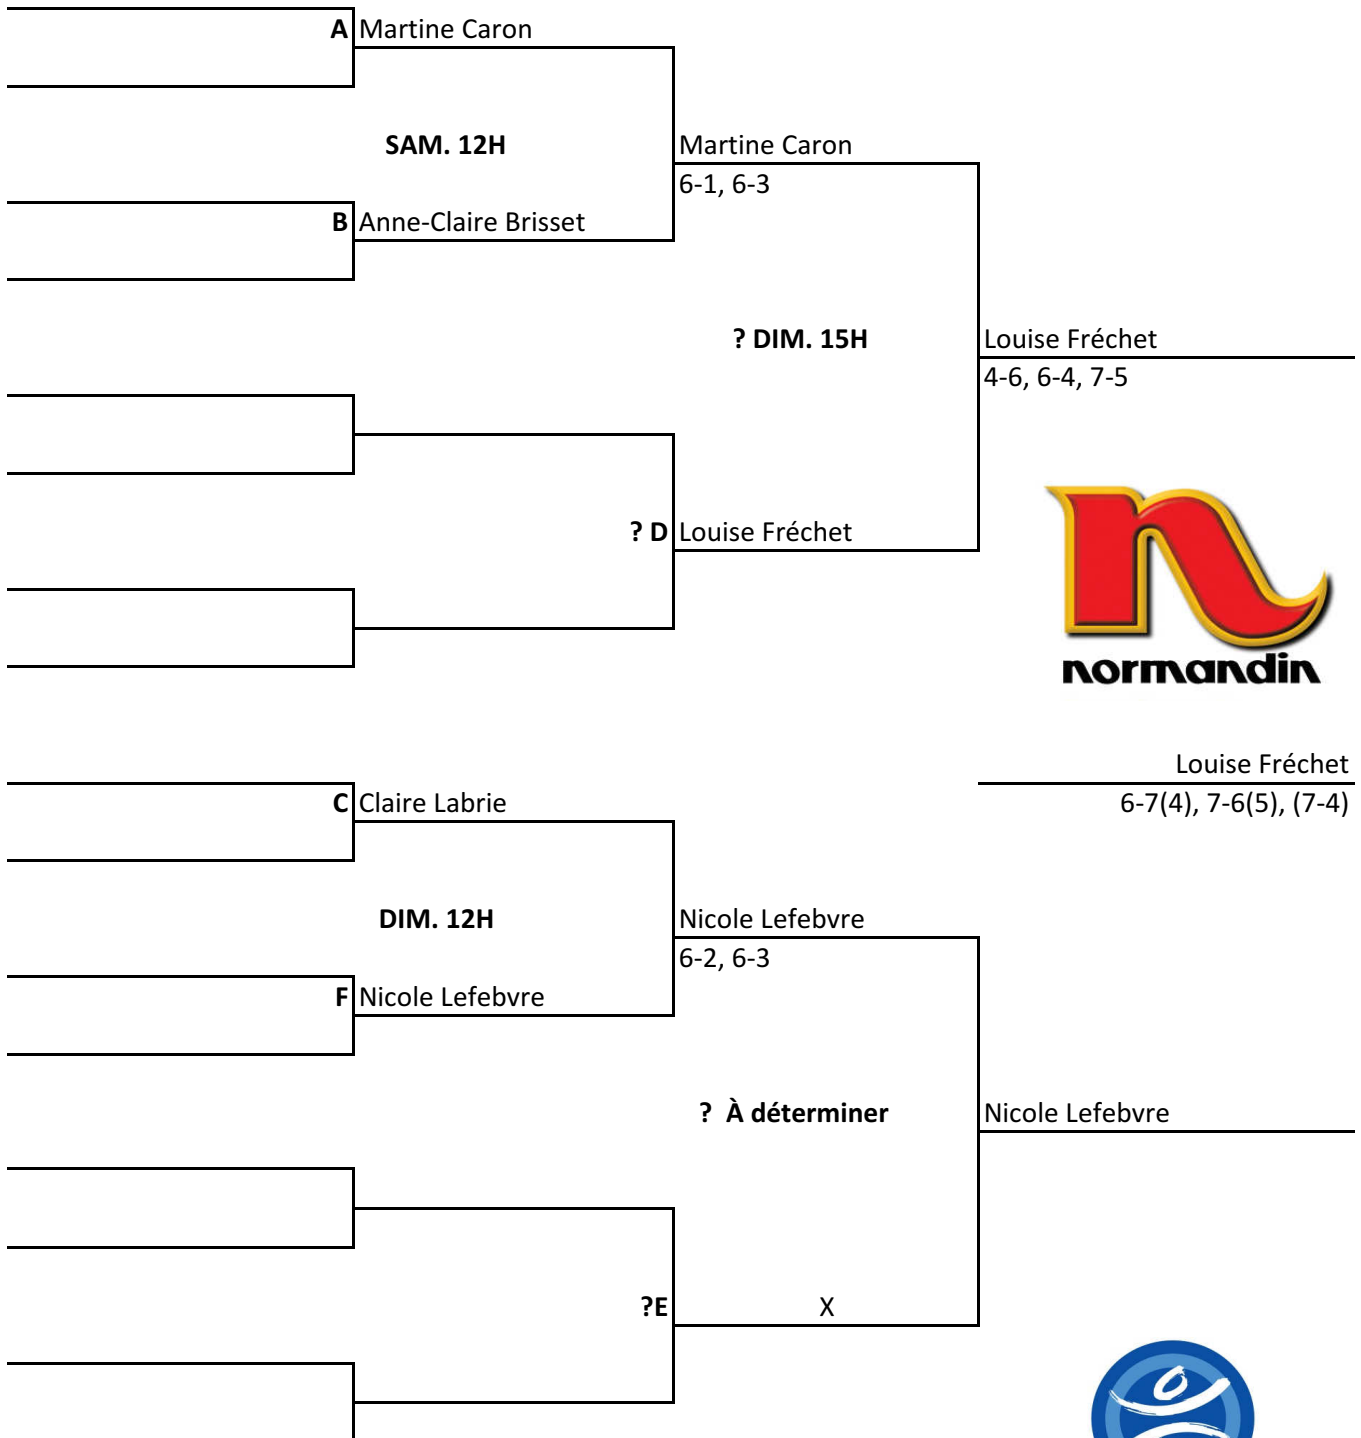 A Martine Caron
SAM. 12H
Martine Caron
6-1, 6-3
B Anne-Claire Brisset
? DIM. 15H
Louise Fréchet
4-6, 6-4, 7-5
? D Louise Fréchet
normandin
Louise Fréchet
6-7(4), 7-6(5), (7-4)
C Claire Labrie
DIM. 12H
Nicole Lefebvre
6-2, 6-3
F Nicole Lefebvre
? À déterminer
Nicole Lefebvre
?E X